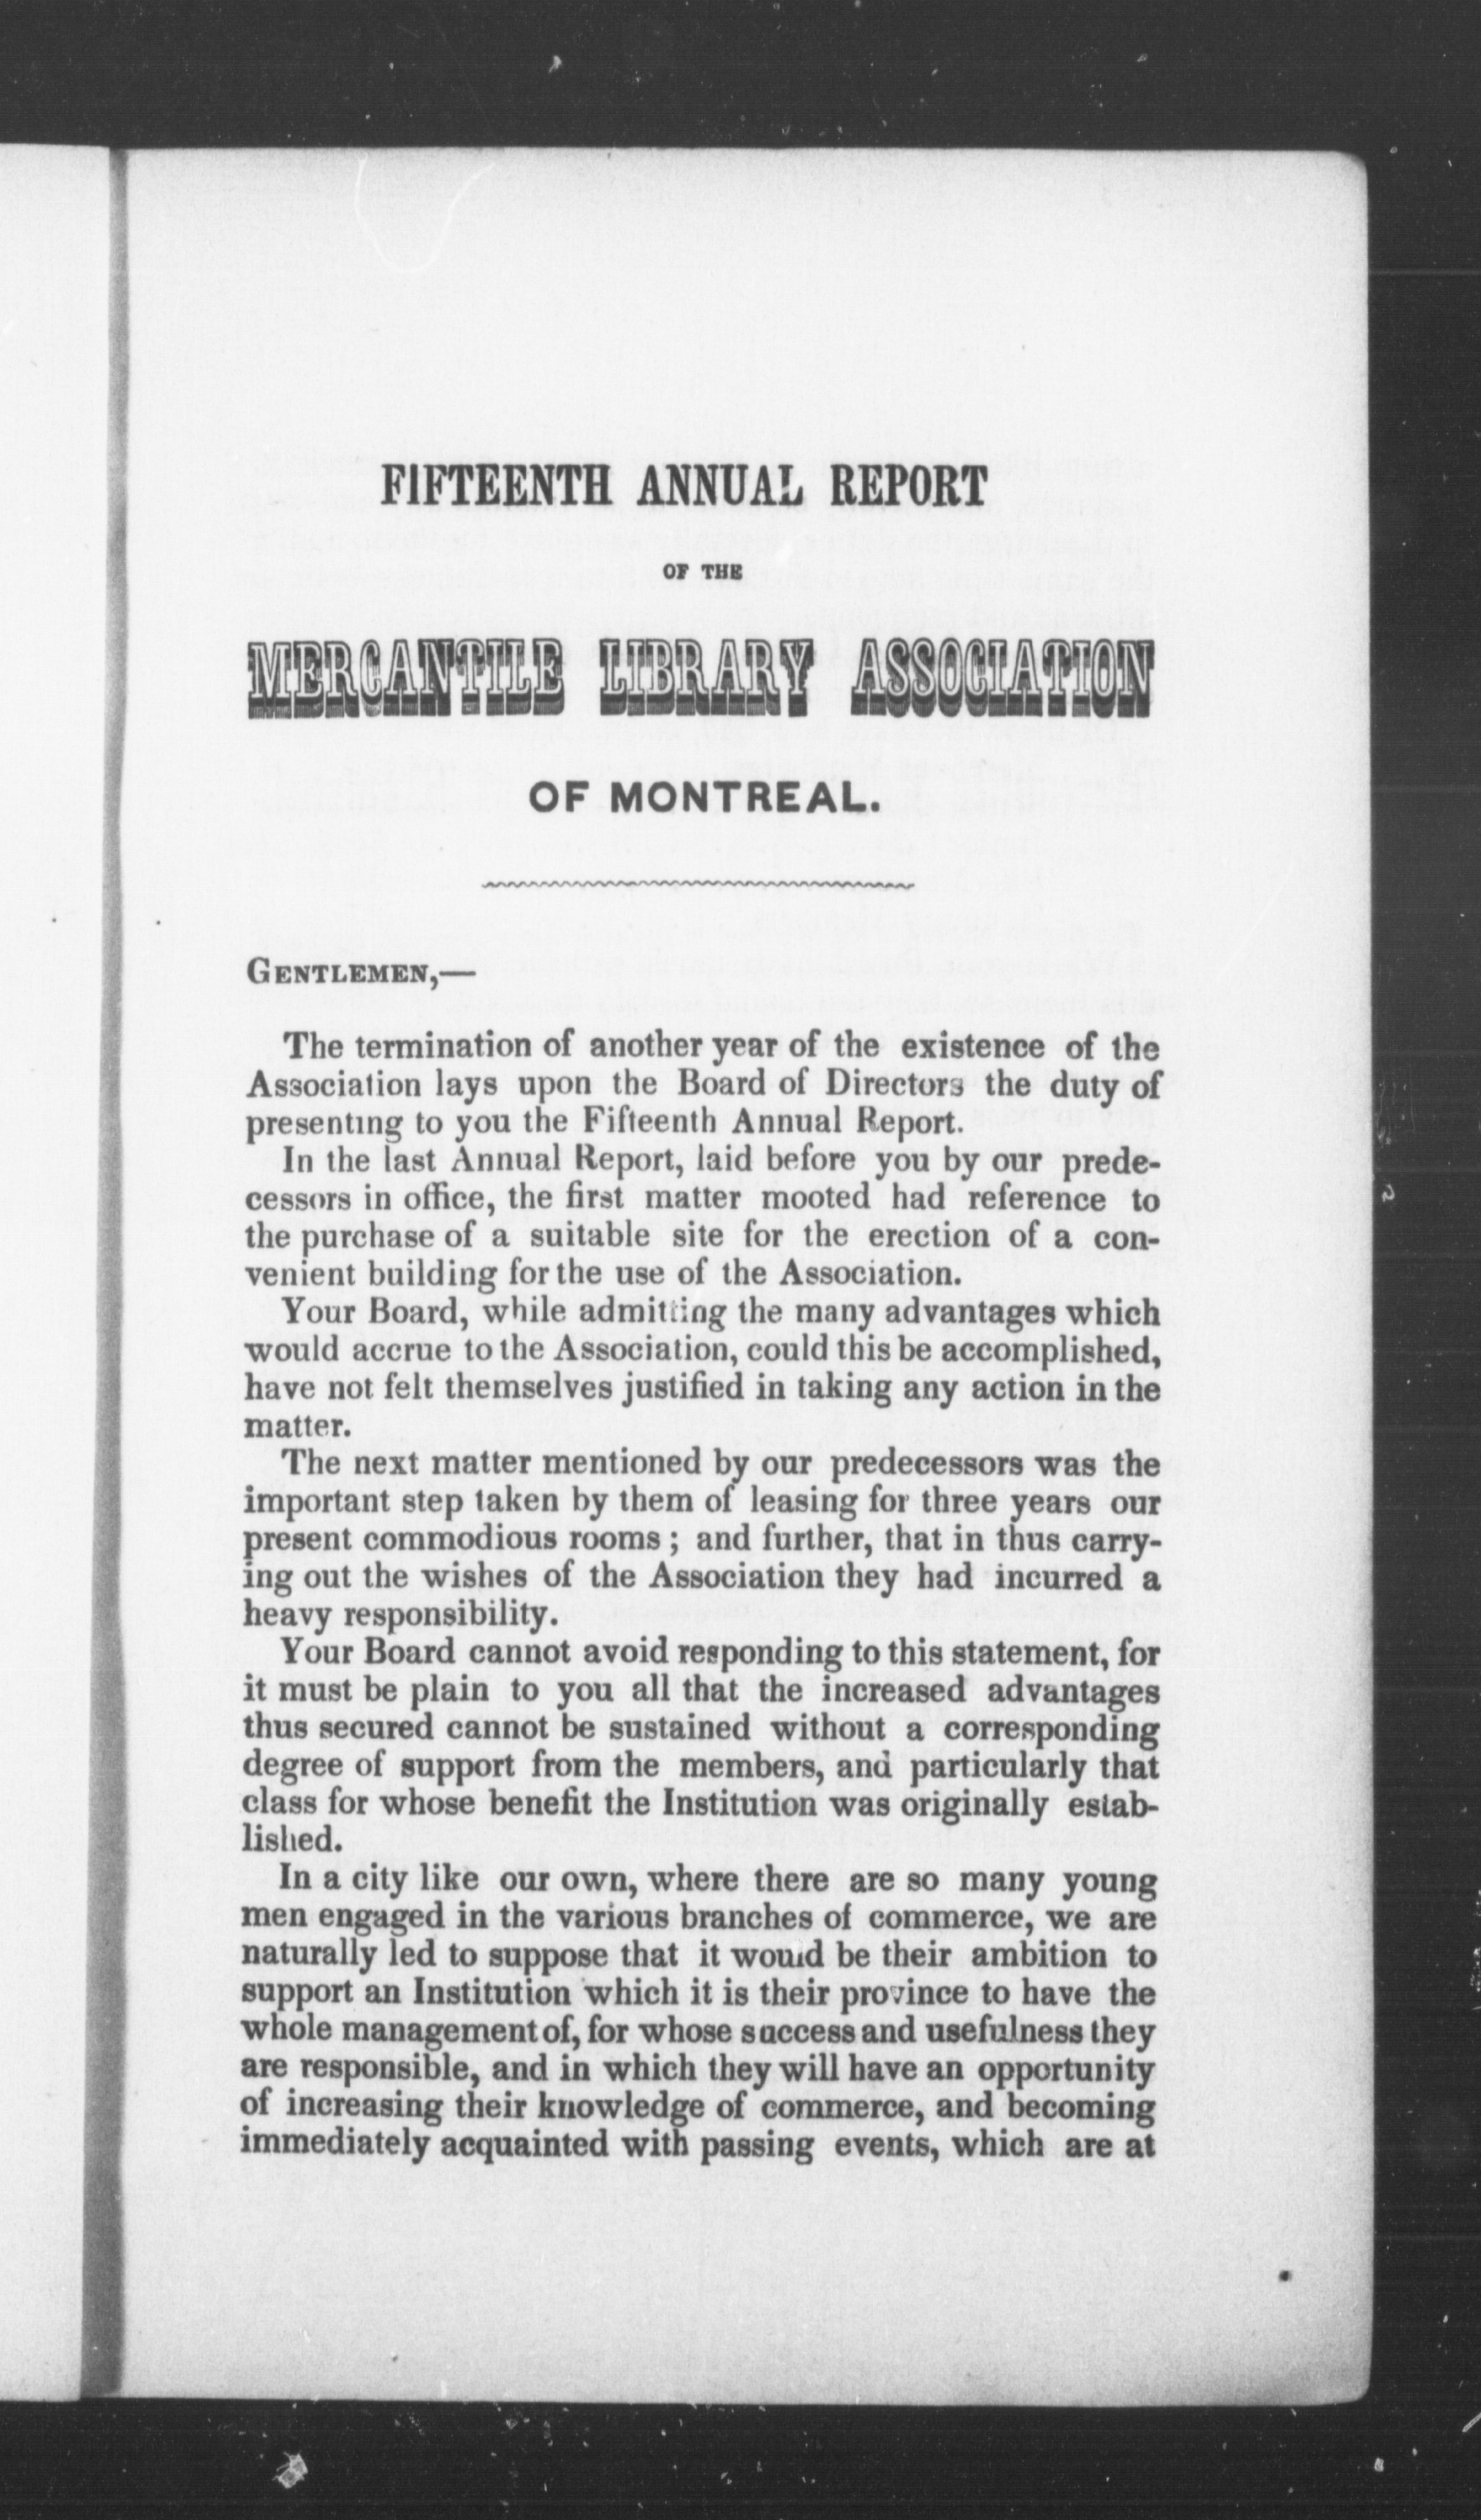 FIFTEENTH ANNUAL REPORT
OF THE
MERCANTILE LIBRARY ASSOCIATION
OF MONTREAL.
GENTLEMEN,—
The termination of another year of the existence of the
Association lays upon the Board of Directors the duty of
presenting to you the Fifteenth Annual Report.
In the last Annual Report, laid before you by our prede-
cessors in office, the first matter mooted had reference to
the purchase of a suitable site for the erection of a con-
venient building for the use of the Association.
Your Board, while admitting the many advantages which
would accrue to the Association, could this be accomplished,
have not felt themselves justified in taking any action in the
matter.
The next matter mentioned by our predecessors was the
important step taken by them of leasing for three years our
present commodious rooms; and further, that in thus carry-
ing out the wishes of the Association they had incurred a
heavy responsibility.
Your Board cannot avoid responding to this statement, for
it must be plain to you all that the increased advantages
thus secured cannot be sustained without a corresponding
degree of support from the members, and particularly that
class for whose benefit the Institution was originally estab-
lished.
In a city like our own, where there are so many young
men engaged in the various branches of commerce, we are
naturally led to suppose that it would be their ambition to
support an Institution which it is their province to have the
whole management of, for whose success and usefulness they
are responsible, and in which they will have an opportunity
of increasing their knowledge of commerce, and becoming
immediately acquainted with passing events, which are at